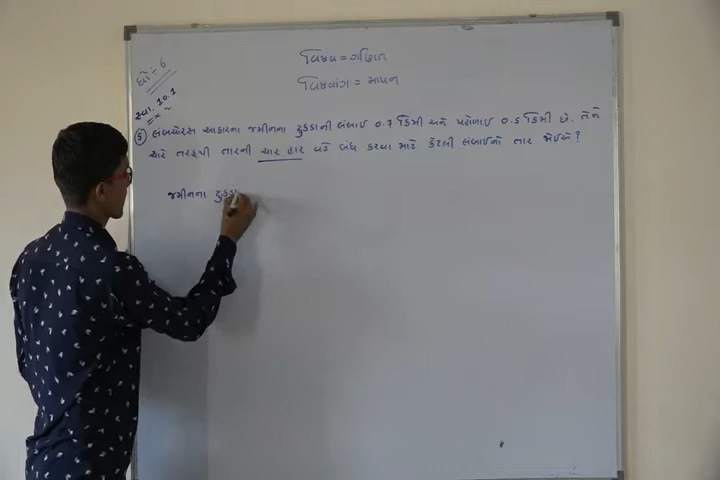 વિષય = ગણિત
વિષયાંગ = માપન
ધો ÷ 6
સ્વા. 10.1
5 લંબચોરસ આકારના જમીનના ટુકડાની લંબાઈ 0.7 કિમી અને પહોળાઈ 0.5 કિમી છે. તેને
ચારે તરફથી તારની ચાર હાર વડે બંધ કરવા માટે કેટલી લંબાઈનો તાર જોઈએ ?
જમીનના ટુકડા